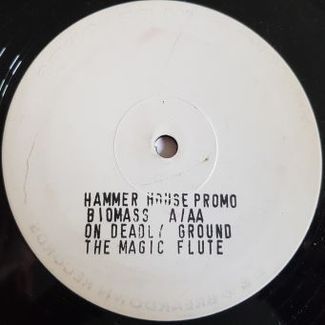 HAMMER HOUSE PROMO
BIOMASS A/AA
ON DEADLY GROUND
THE MAGIC FLUTE